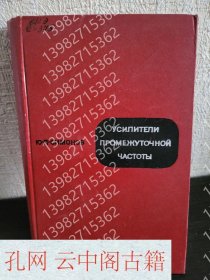 УСИЛИТЕЛИ
ПРОМЕЖУТОЧНОЙ
ЧАСТОТЫ
13982715362
孔网 云中阁古籍